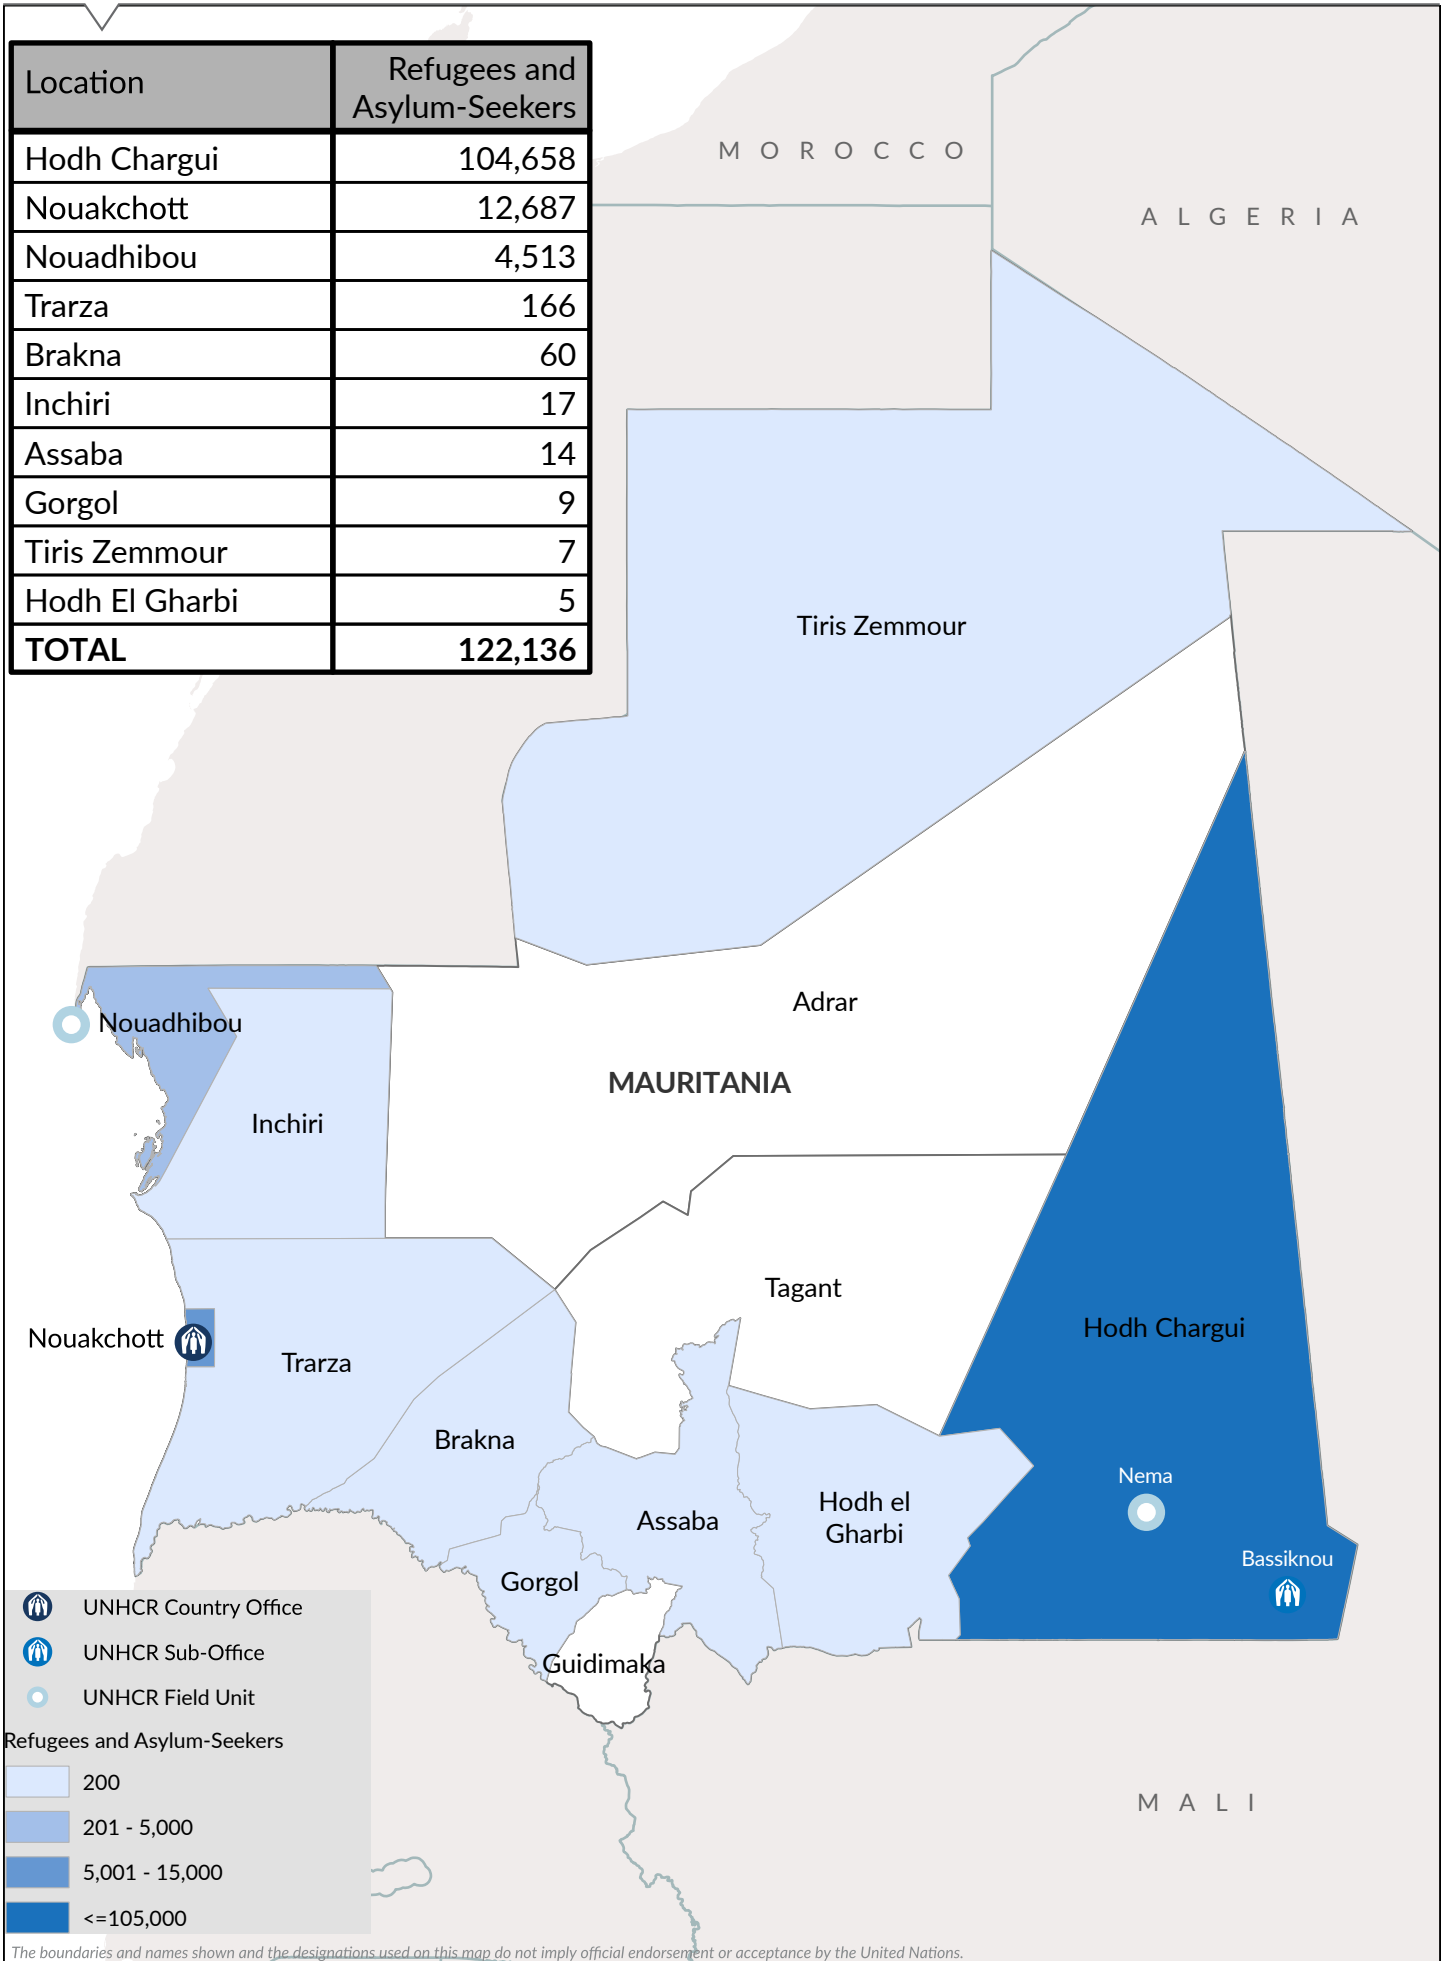 Location
Refugees and
Asylum-Seekers
Hodh Chargui 104,658
Nouakchott 12,687
Nouadhibou 4,513
Trarza 166
Brakna 60
Inchiri 17
Assaba 14
Gorgol 9
Tiris Zemmour 7
Hodh El Gharbi 5
TOTAL 122,136
MOROCCO
ALGERIA
Tiris Zemmour
Adrar
Nouadhibou
MAURITANIA
Inchiri
Tagant
Hodh Chargui
Nouakchott
Trarza
Brakna
Nema
Hodh el
Gharbi
Assaba
Bassiknou
Gorgol
Guidimaka
UNHCR Country Office
UNHCR Sub-Office
UNHCR Field Unit
Refugees and Asylum-Seekers
200
201 - 5,000
5,001 - 15,000
<=105,000
MALI
The boundaries and names shown and the designations used on this map do not imply official endorsement or acceptance by the United Nations.